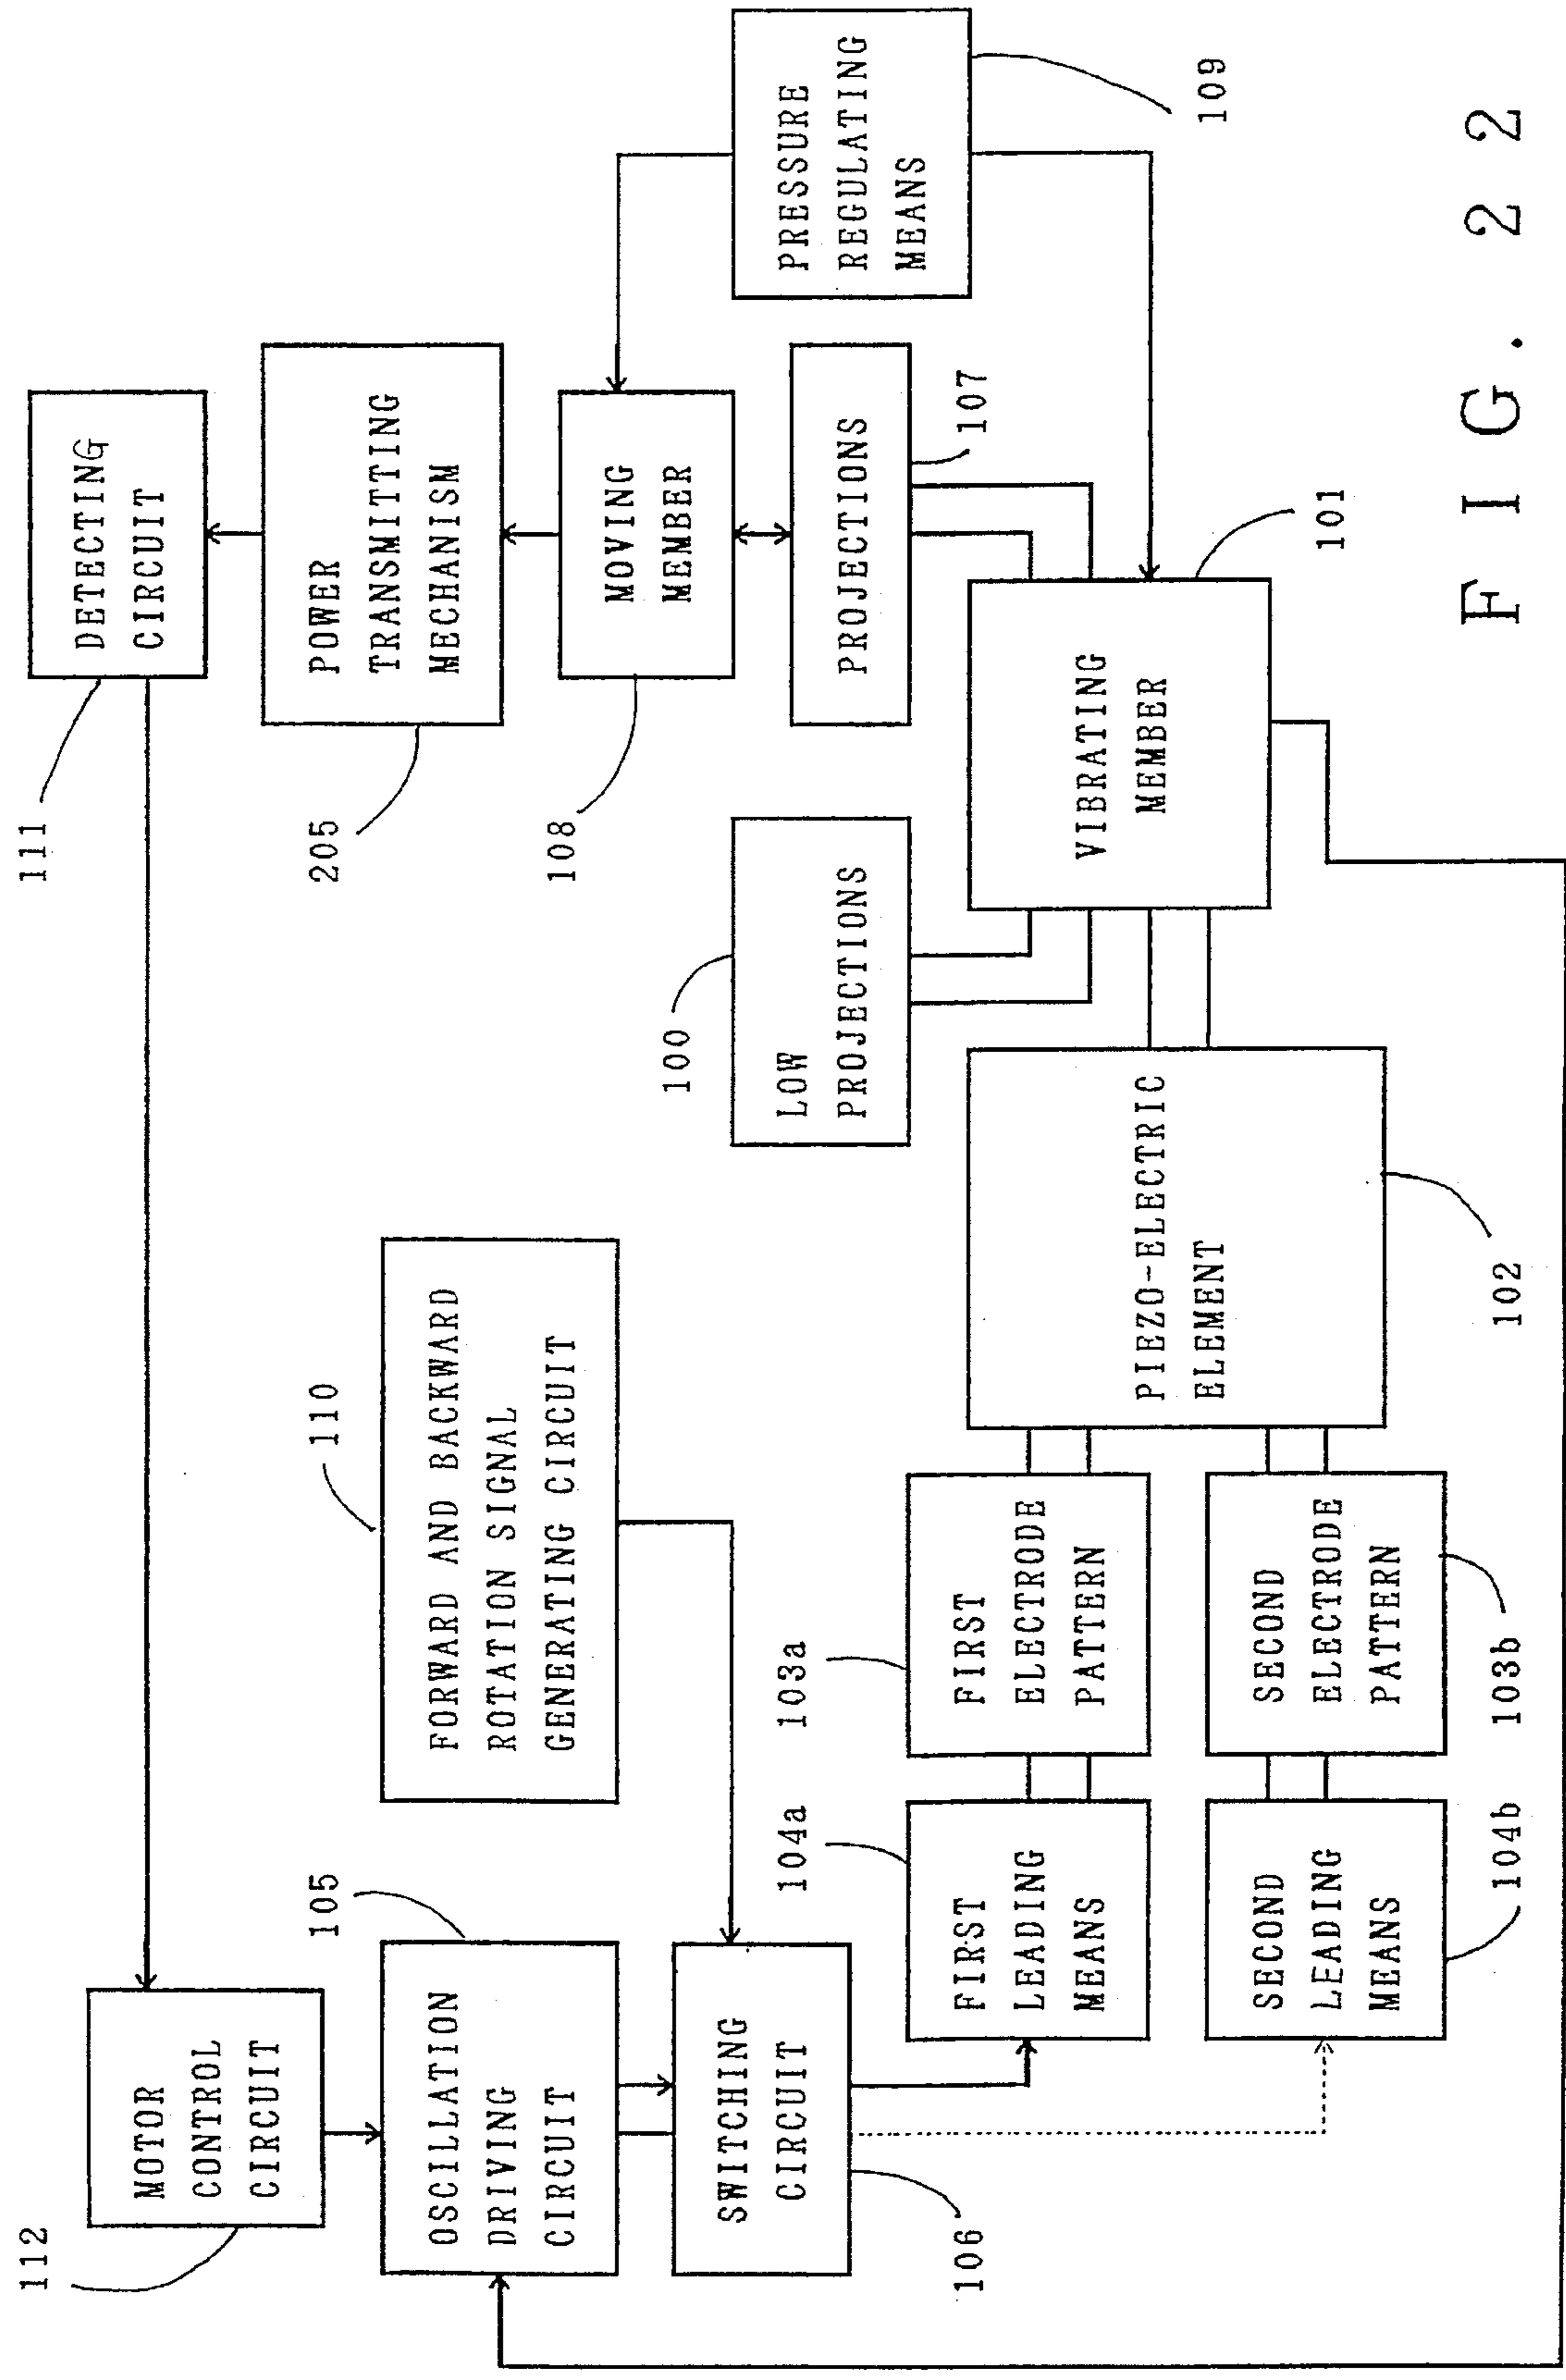 112
MOTOR
CONTROL
CIRCUIT
111
DETECTING
CIRCUIT
105
OSCILLATION
DRIVING
CIRCUIT
110
FORWARD AND BACKWARD
ROTATION SIGNAL
GENERATING CIRCUIT
205
POWER
TRANSMITTING
MECHANISM
108
MOVING
MEMBER
106
SWITCHING
CIRCUIT
100
LOW
PROJECTIONS
PROJECTIONS
107
PRESSURE
REGULATING
MEANS
109
104a
FIRST
LEADING
MEANS
103a
FIRST
ELECTRODE
PATTERN
PIEZO-ELECTRIC
ELEMENT
102
VIBRATING
MEMBER
101
SECOND
LEADING
MEANS
104b
SECOND
ELECTRODE
PATTERN
103b
FIG. 22